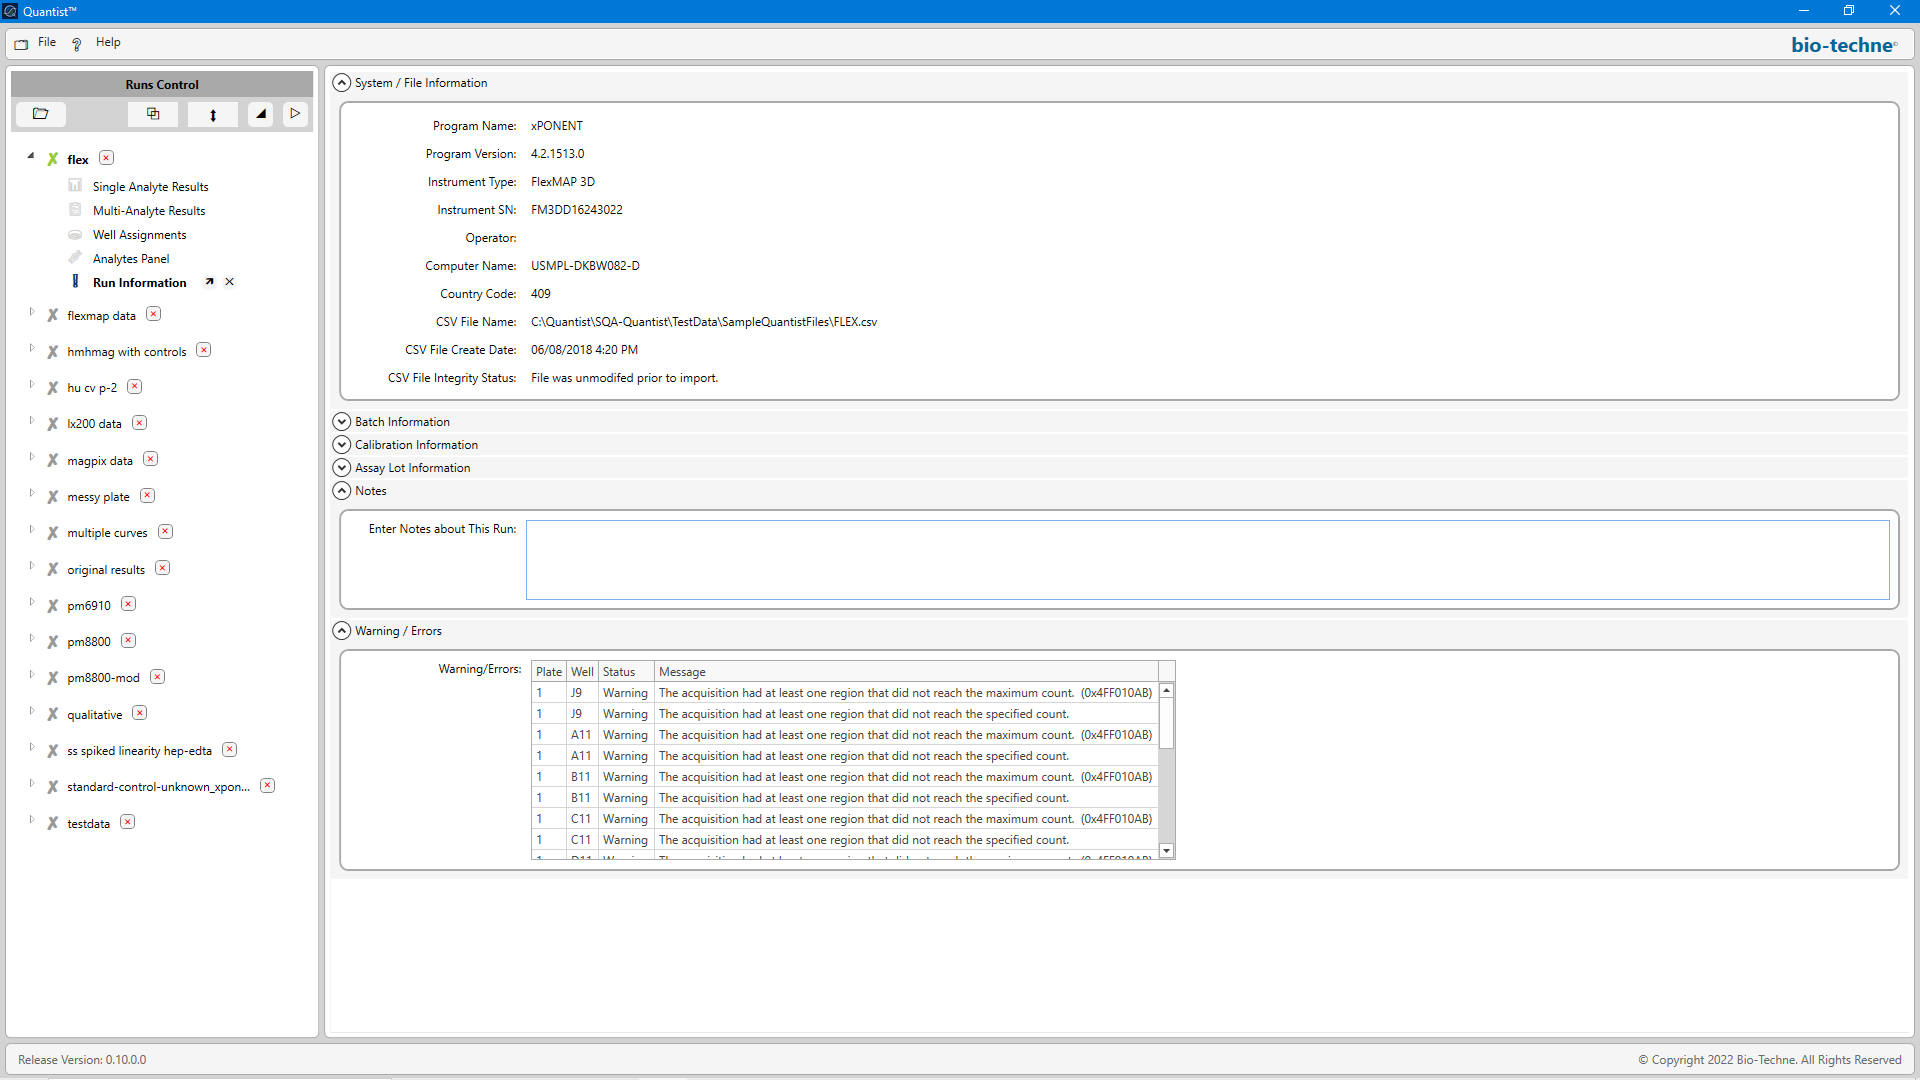 Quantist™
File
Help
bio-techne®
Runs Control
flex
Single Analyte Results
Multi-Analyte Results
Well Assignments
Analytes Panel
Run Information
flexmap data
hmhmag with controls
hu cv p-2
lx200 data
magpix data
messy plate
multiple curves
original results
pm6910
pm8800
pm8800-mod
qualitative
ss spiked linearity hep-edta
standard-control-unknown_xpon...
testdata
System / File Information
Program Name: xPONENT
Program Version: 4.2.1513.0
Instrument Type: FlexMAP 3D
Instrument SN: FM3DD16243022
Operator:
Computer Name: USMPL-DKBW082-D
Country Code: 409
CSV File Name: C:\Quantist\SQA-Quantist\TestData\SampleQuantistFiles\FLEX.csv
CSV File Create Date: 06/08/2018 4:20 PM
CSV File Integrity Status: File was unmodifed prior to import.
Batch Information
Calibration Information
Assay Lot Information
Notes
Enter Notes about This Run:
Warning / Errors
Warning/Errors:
Plate Well Status Message
1 J9 Warning The acquisition had at least one region that did not reach the maximum count. (0x4FF010AB)
1 J9 Warning The acquisition had at least one region that did not reach the specified count.
1 A11 Warning The acquisition had at least one region that did not reach the maximum count. (0x4FF010AB)
1 A11 Warning The acquisition had at least one region that did not reach the specified count.
1 B11 Warning The acquisition had at least one region that did not reach the maximum count. (0x4FF010AB)
1 B11 Warning The acquisition had at least one region that did not reach the specified count.
1 C11 Warning The acquisition had at least one region that did not reach the maximum count. (0x4FF010AB)
1 C11 Warning The acquisition had at least one region that did not reach the specified count.
Release Version: 0.10.0.0
© Copyright 2022 Bio-Techne. All Rights Reserved